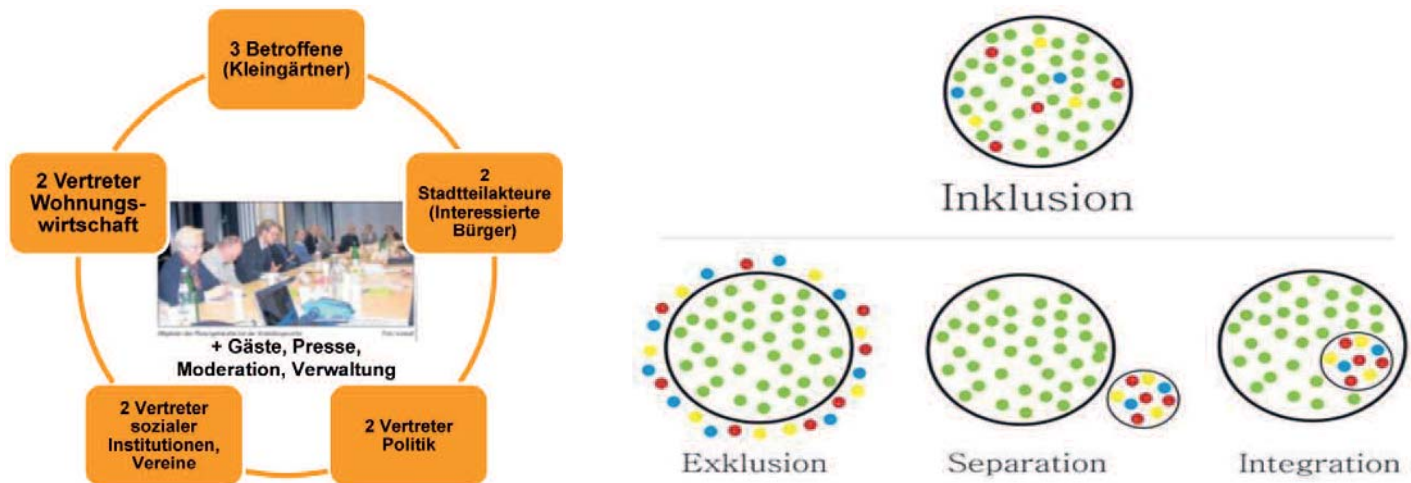 3 Betroffene
(Kleingärtner)
2
Stadtteilakteure
(Interessierte
Bürger)
2 Vertreter
Politik
2 Vertreter
sozialer
Institutionen,
Vereine
2 Vertreter
Wohnungs-
wirtschaft
+ Gäste, Presse,
Moderation, Verwaltung
Inklusion
Exklusion
Separation
Integration